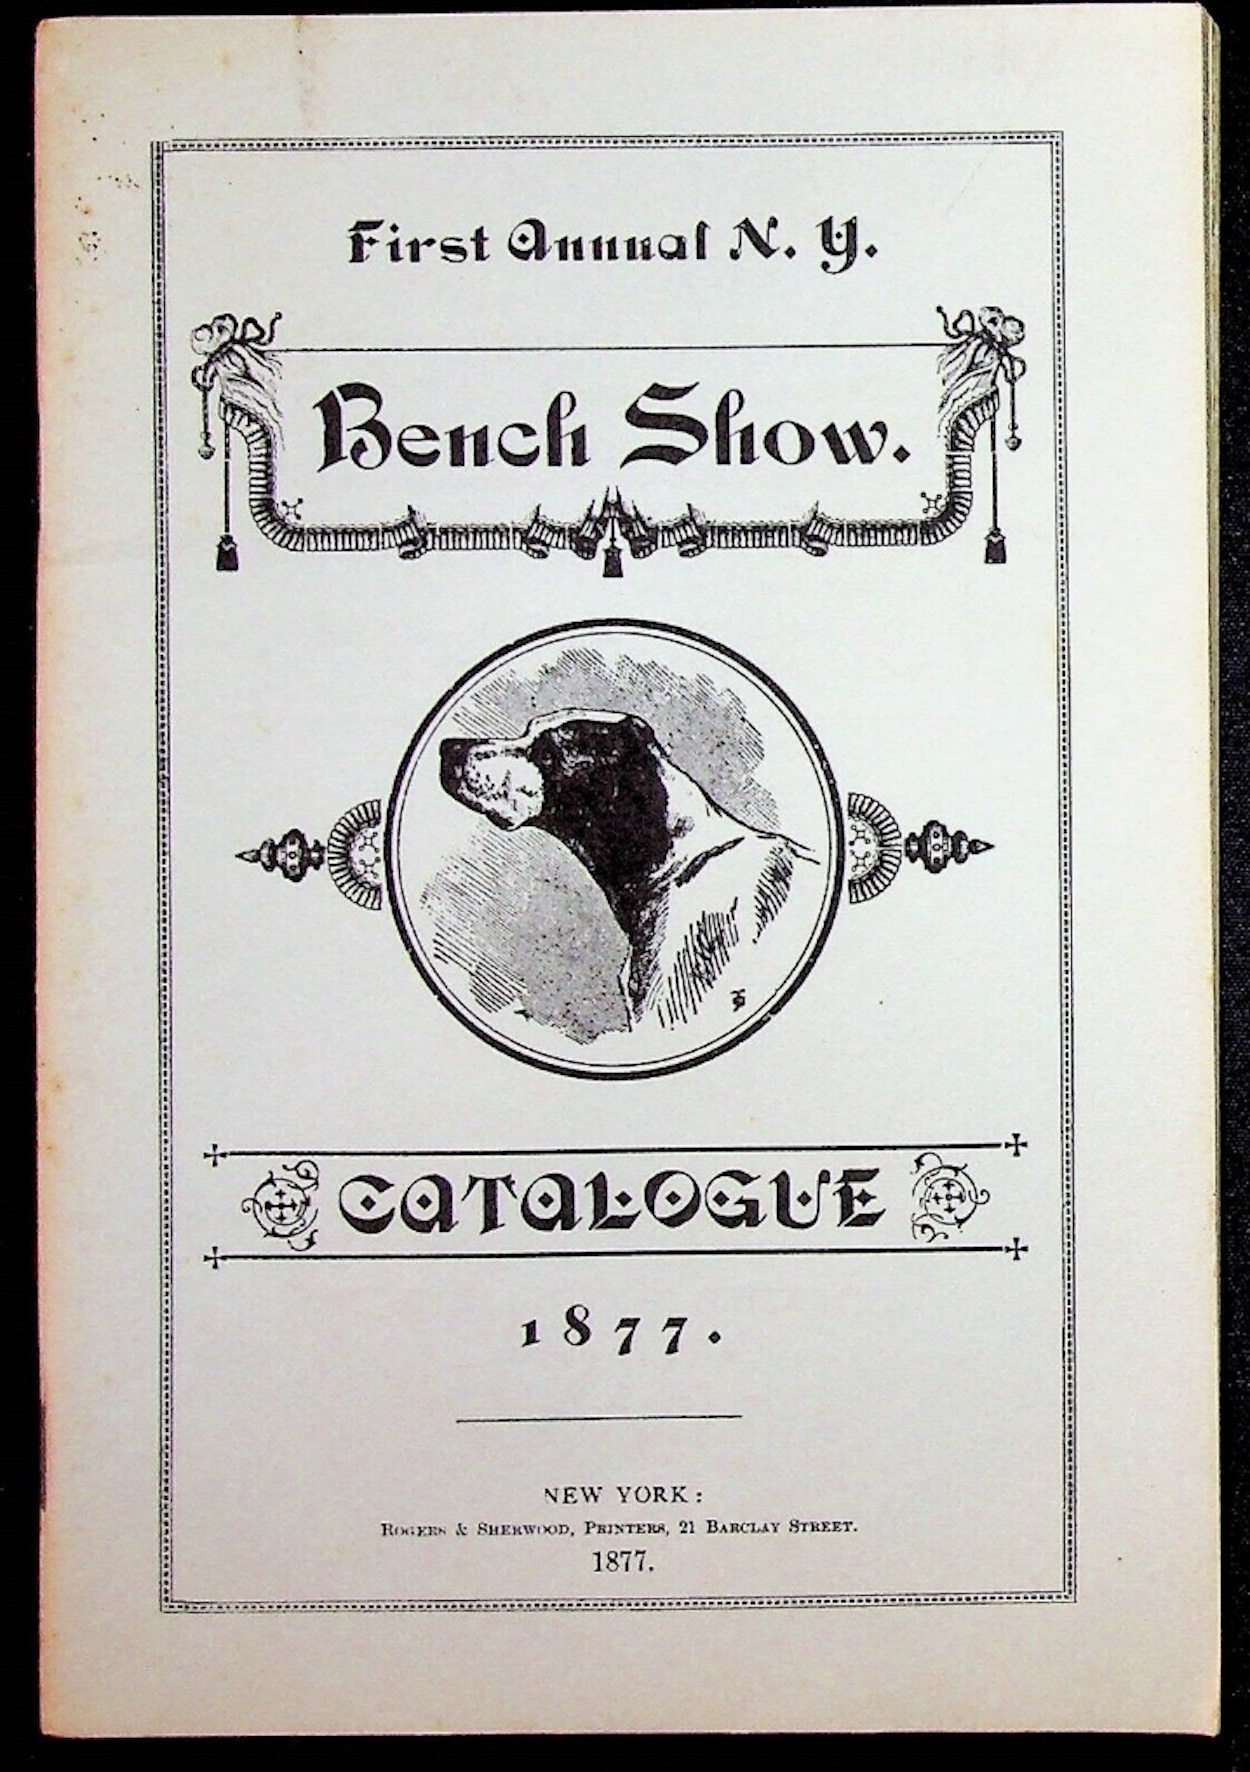 First Annual N. Y.
Bench Show.
CATALOGUE
1877.
NEW YORK:
ROGERS & SHERWOOD, PRINTERS, 21 BARCLAY STREET.
1877.